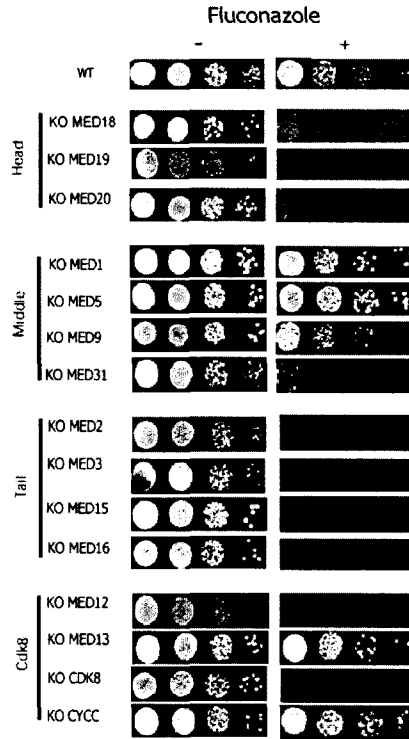 Fluconazole
- +
WT
Head
KO MED18
KO MED19
KO MED20
Middle
KO MED1
KO MED5
KO MED9
KO MED31
Tail
KO MED2
KO MED3
KO MED15
KO MED16
Cdk8
KO MED12
KO MED13
KO CDK8
KO CYCC